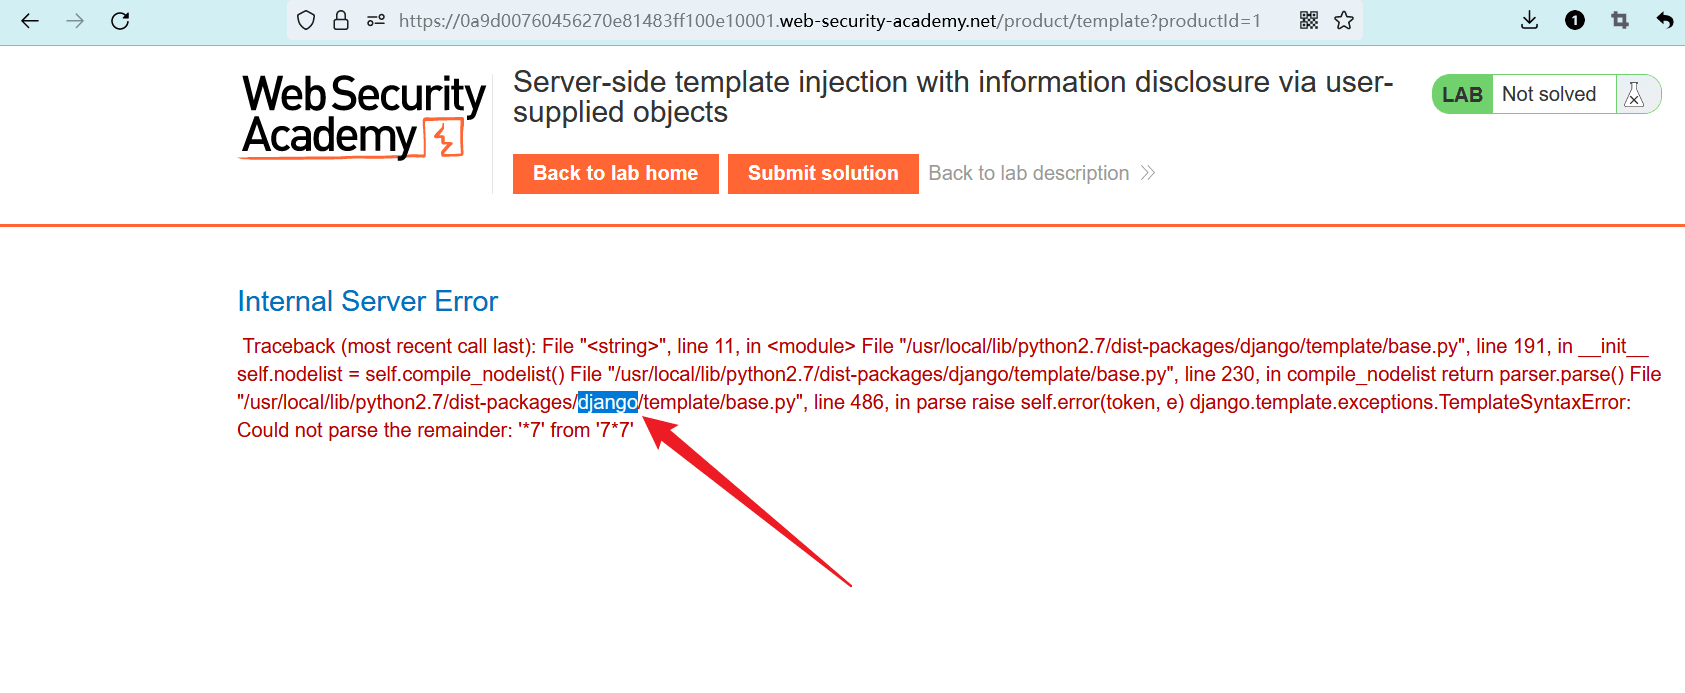 https://0a9d00760456270e81483ff100e10001.web-security-academy.net/product/template?productId=1
1
Web Security
Academy
Server-side template injection with information disclosure via user-
supplied objects
LAB Not solved
Back to lab home Submit solution Back to lab description
Internal Server Error
Traceback (most recent call last): File "<string>", line 11, in <module> File "/usr/local/lib/python2.7/dist-packages/django/template/base.py", line 191, in __init__
self.nodelist = self.compile_nodelist() File "/usr/local/lib/python2.7/dist-packages/django/template/base.py", line 230, in compile_nodelist return parser.parse() File
"/usr/local/lib/python2.7/dist-packages/django/template/base.py", line 486, in parse raise self.error(token, e) django.template.exceptions.TemplateSyntaxError:
Could not parse the remainder: '*7' from '7*7'